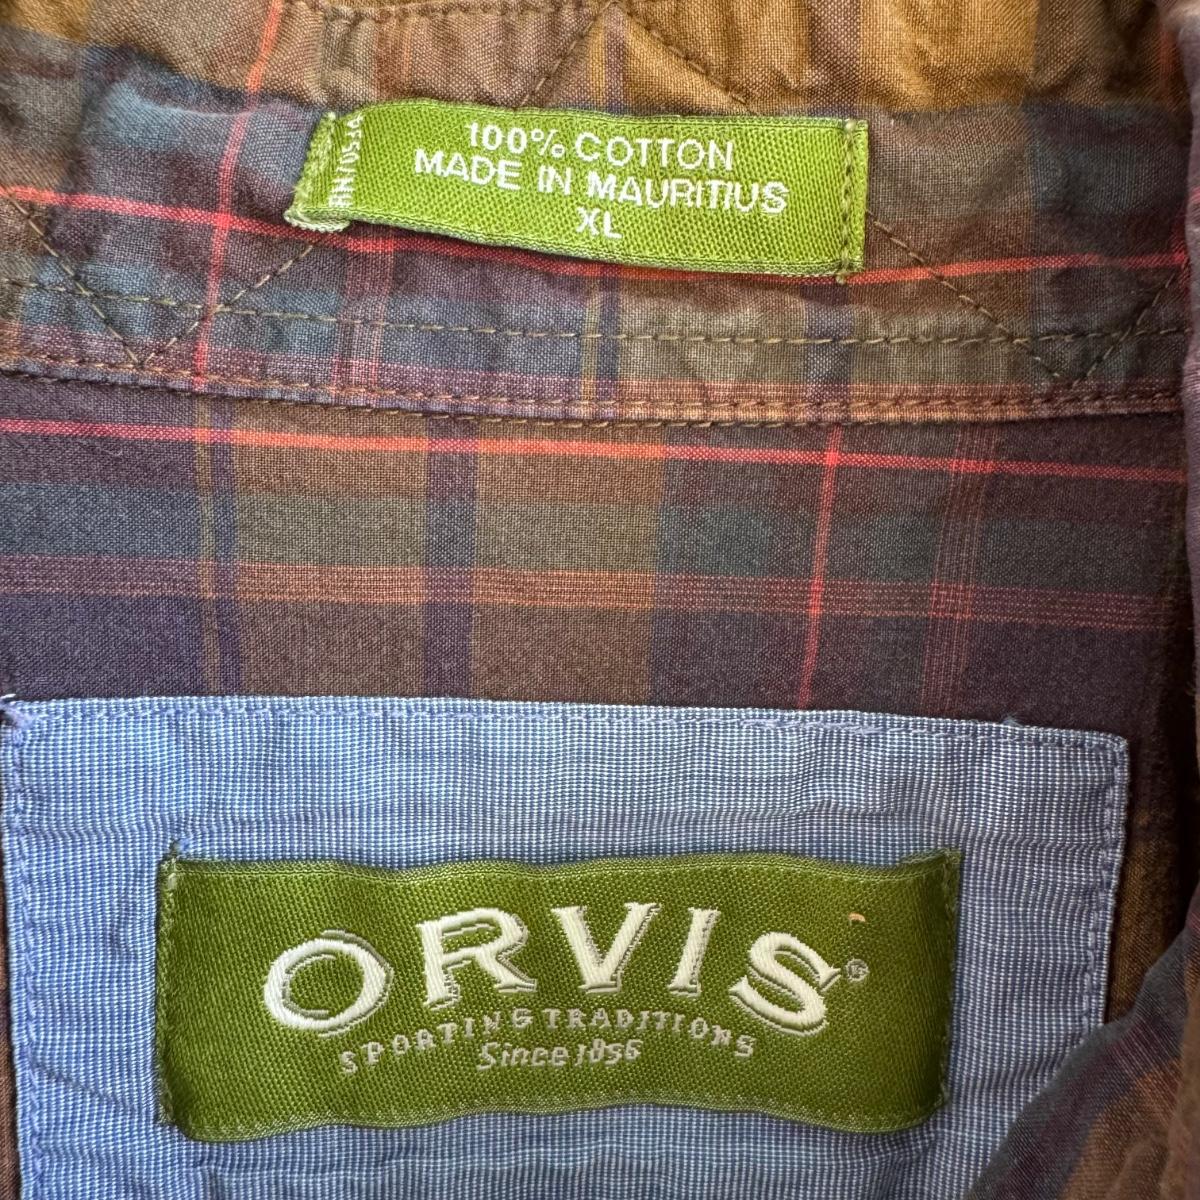 100% COTTON
MADE IN MAURITIUS
XL
ORVIS®
SPORTING TRADITIONS
Since 1856